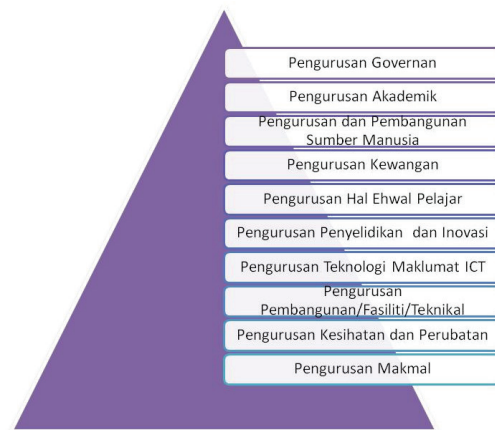 Pengurusan Governan
Pengurusan Akademik
Pengurusan dan Pembangunan
Sumber Manusia
Pengurusan Kewangan
Pengurusan Hal Ehwal Pelajar
Pengurusan Penyelidikan dan Inovasi
Pengurusan Teknologi Maklumat ICT
Pengurusan
Pembangunan/Fasiliti/Teknikal
Pengurusan Kesihatan dan Perubatan
Pengurusan Makmal